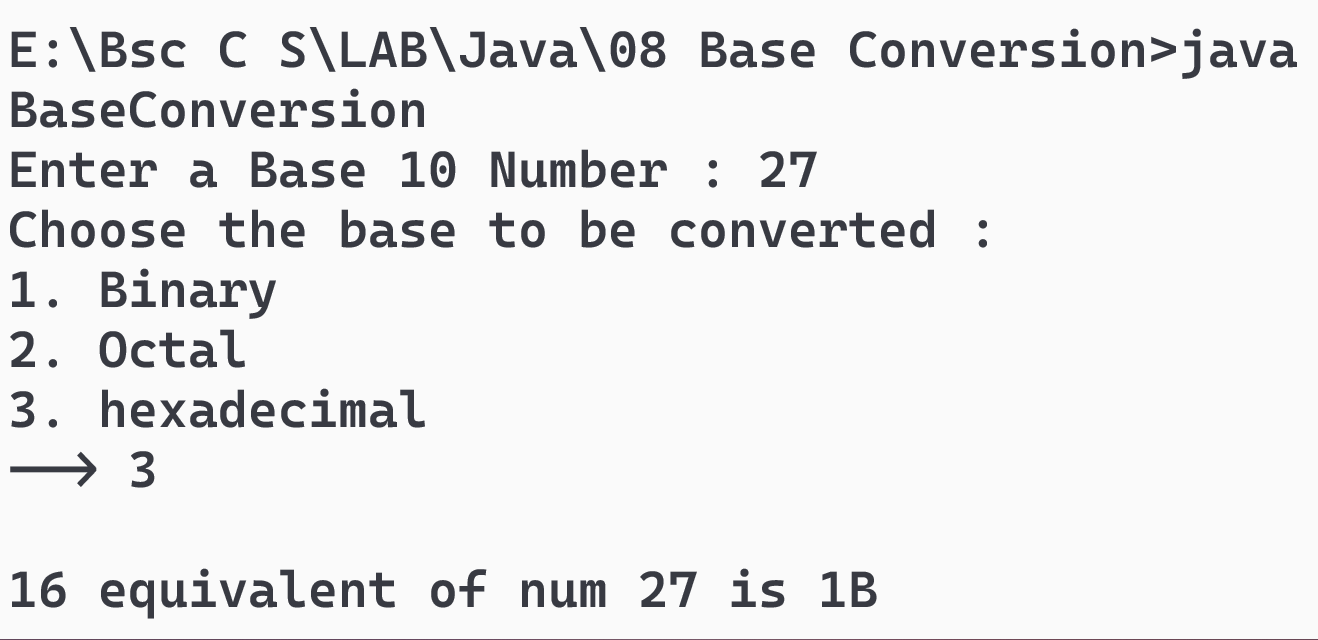 E:\Bsc C S\LAB\Java\08 Base Conversion>java
BaseConversion
Enter a Base 10 Number : 27
Choose the base to be converted :
1. Binary
2. Octal
3. hexadecimal
⟶ 3
16 equivalent of num 27 is 1B